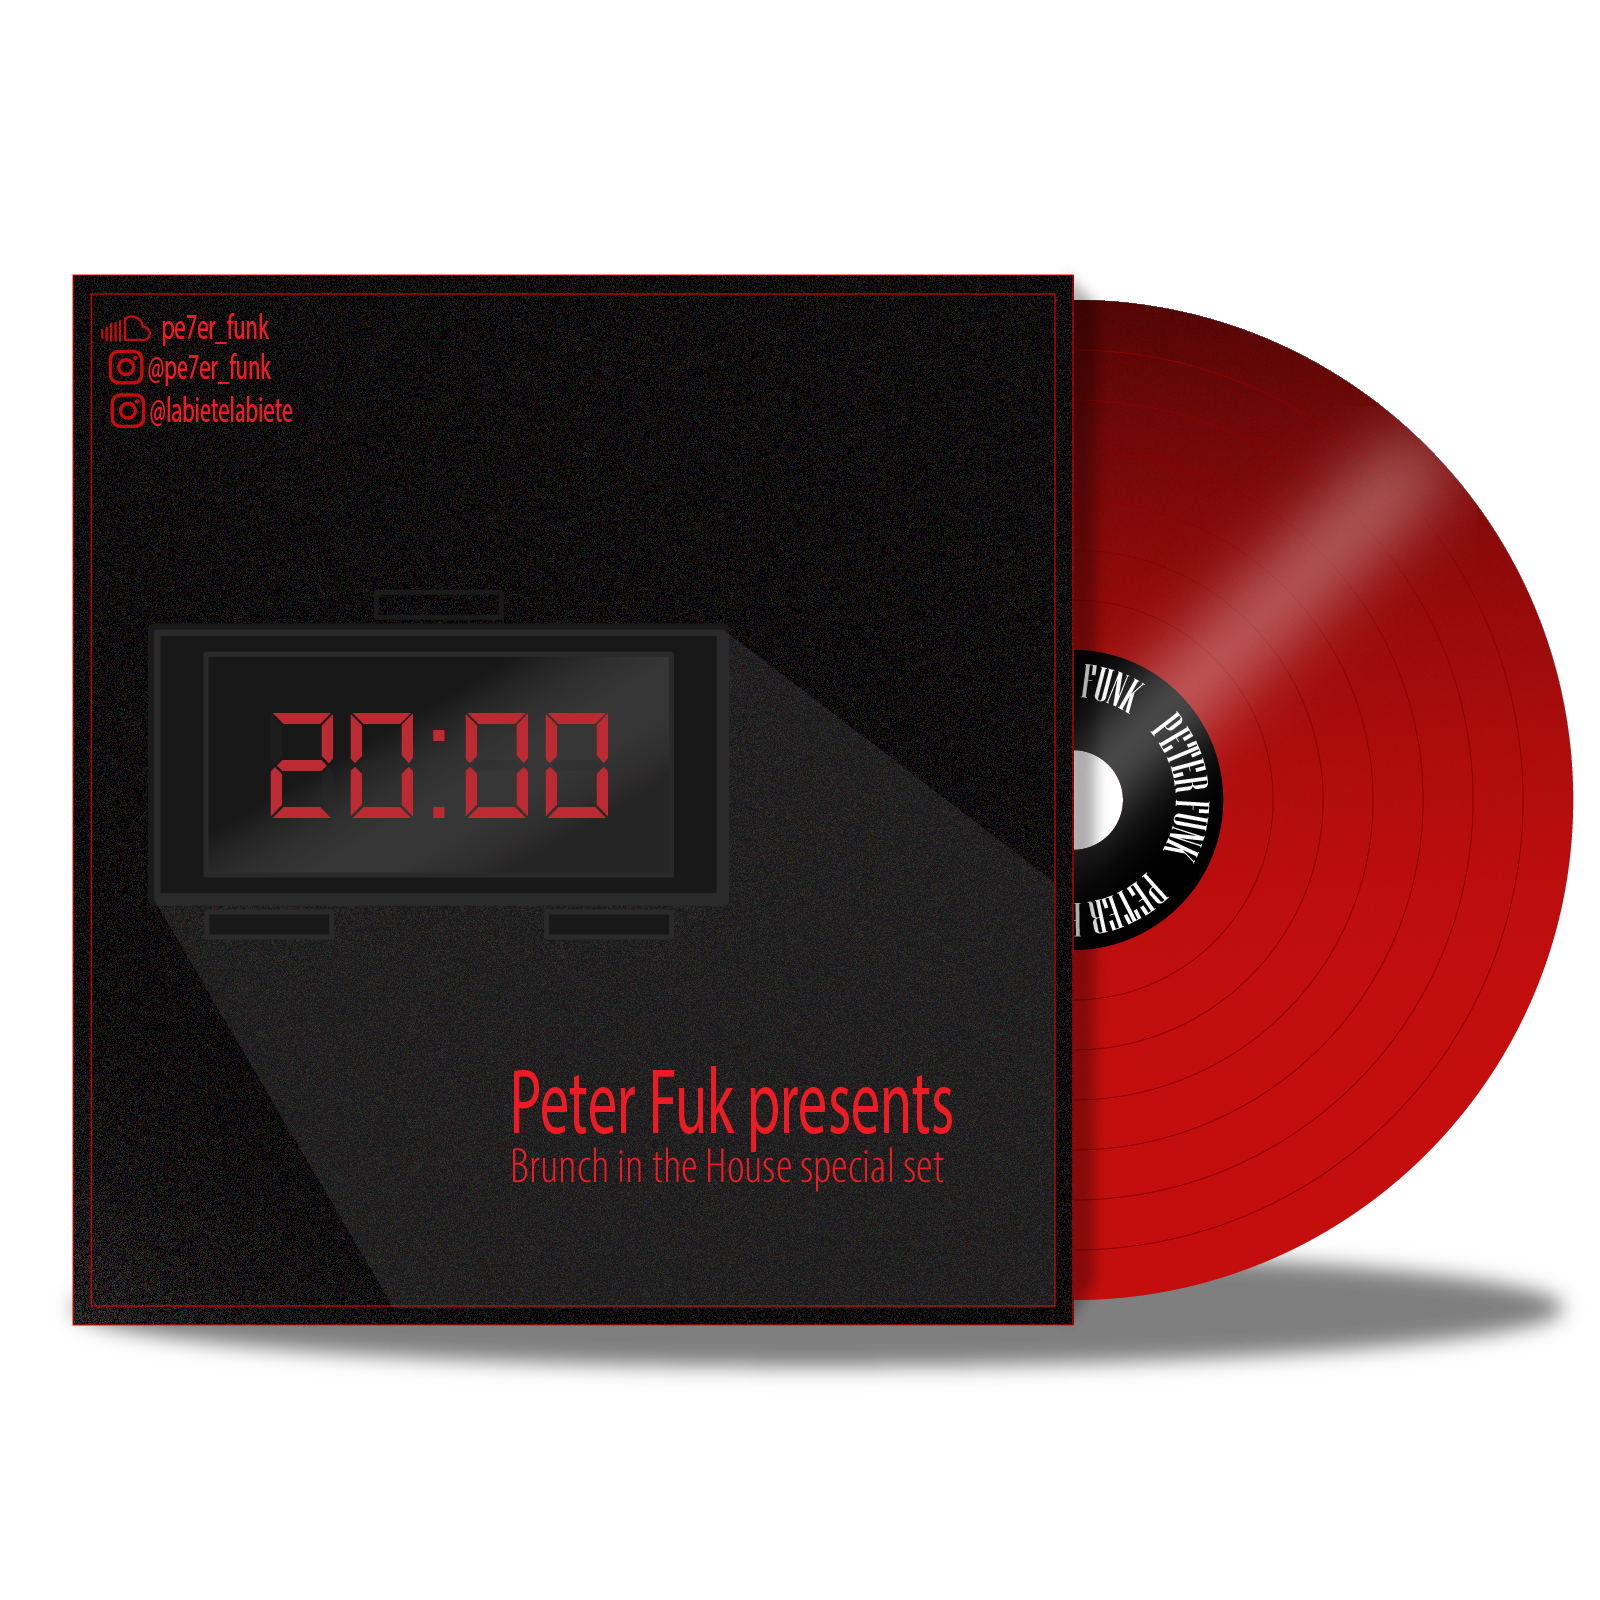 pe7er_funk
@pe7er_funk
@labietelabiete
20:00
Peter Fuk presents
Brunch in the House special set
FUNK PETER FUNK PETER